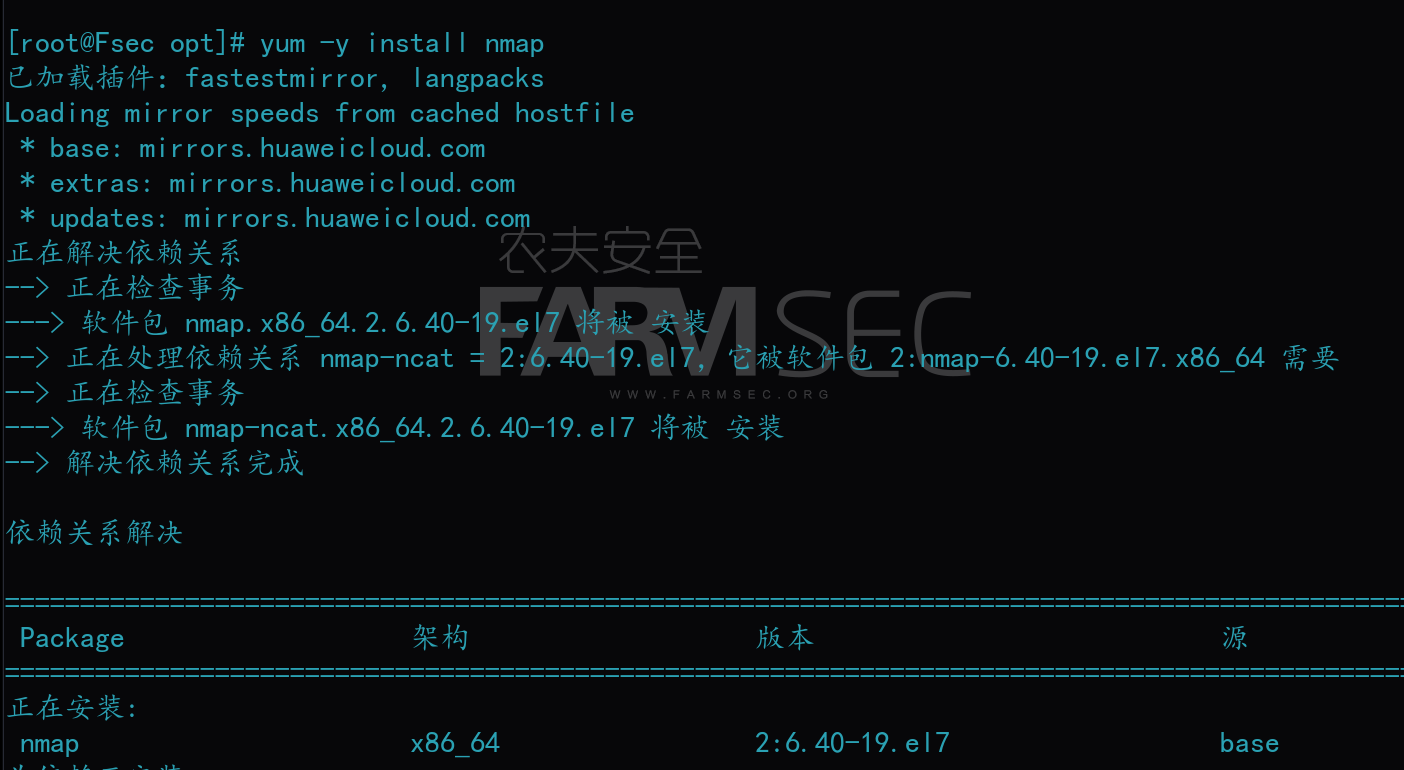 [root@Fsec opt]# yum -y install nmap
已加载插件：fastestmirror, langpacks
Loading mirror speeds from cached hostfile
 * base: mirrors.huaweicloud.com
 * extras: mirrors.huaweicloud.com
 * updates: mirrors.huaweicloud.com
农夫安全
正在解决依赖关系
--> 正在检查事务
FARMSEC
---> 软件包 nmap.x86_64.2.6.40-19.el7 将被 安装
--> 正在处理依赖关系 nmap-ncat = 2:6.40-19.el7，它被软件包 2:nmap-6.40-19.el7.x86_64 需要
--> 正在检查事务
WWW.FARMSEC.ORG
---> 软件包 nmap-ncat.x86_64.2.6.40-19.el7 将被 安装
--> 解决依赖关系完成
依赖关系解决
Package 架构 版本 源
正在安装:
nmap x86_64 2:6.40-19.el7 base